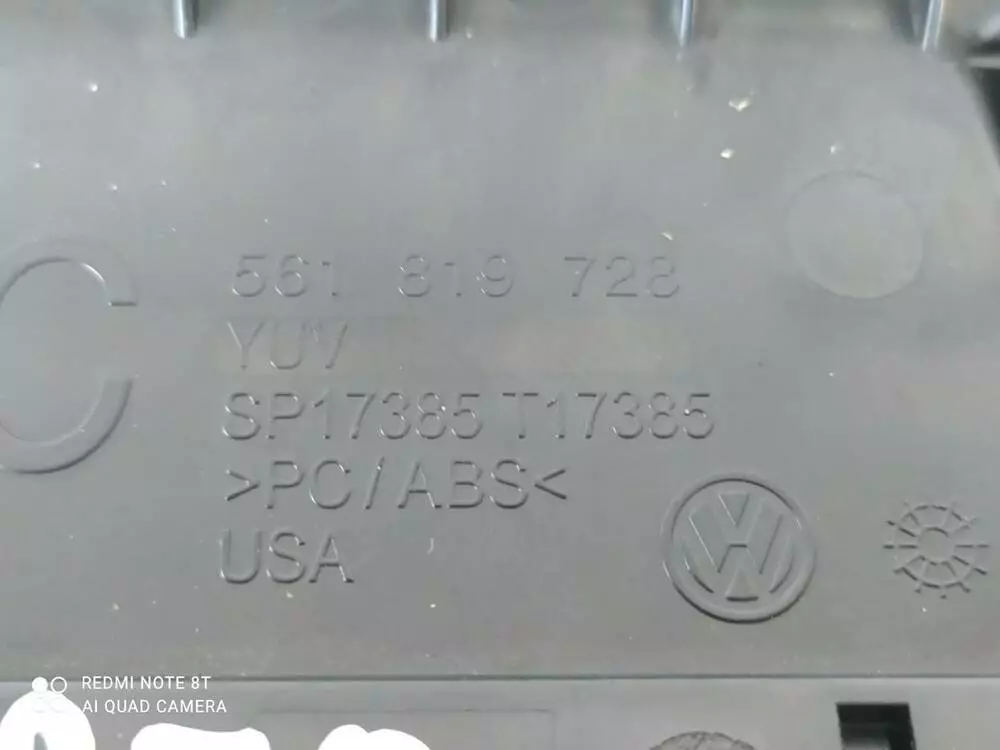 561 819 728
YUV
SP17385 T17385
>PC/ABS<
USA
REDMI NOTE 8T
AI QUAD CAMERA